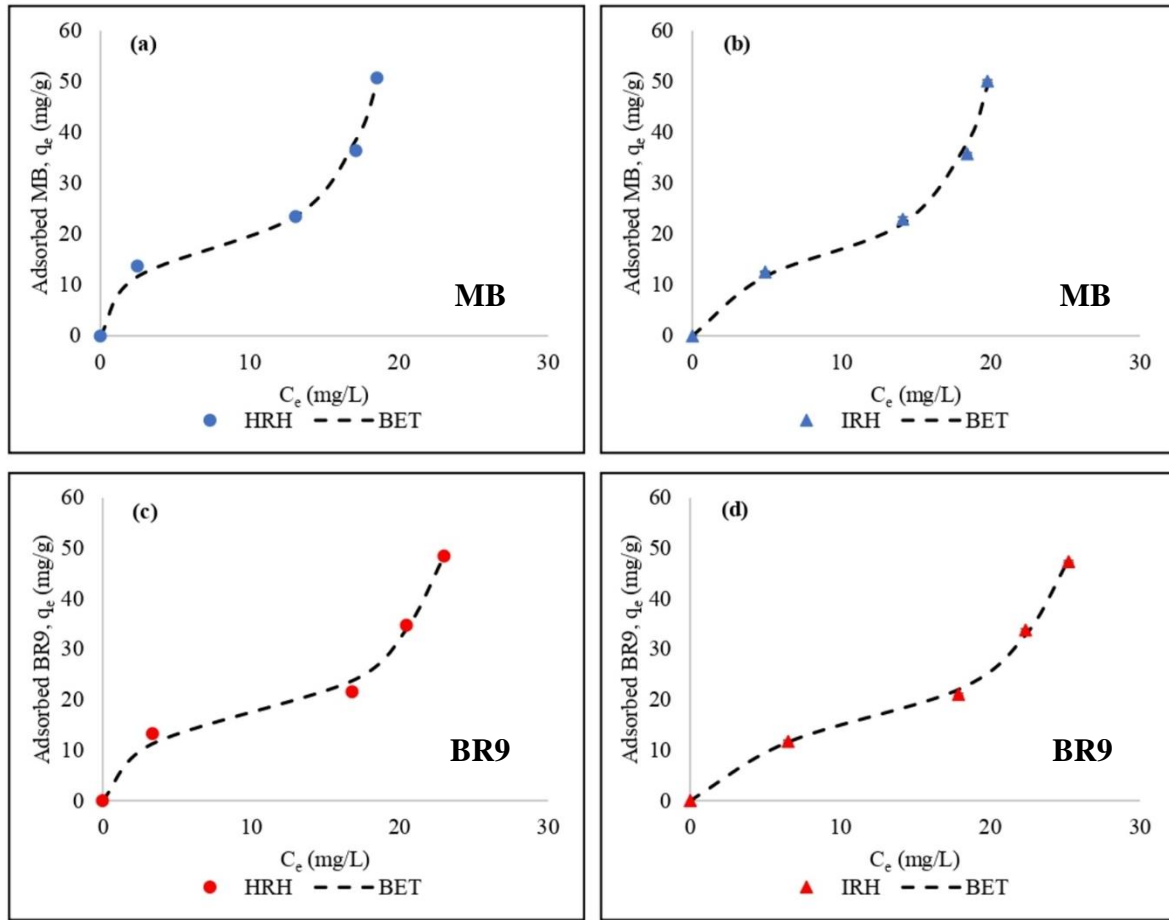 (a)
60
50
40
30
20
10
0
Adsorbed MB, qe (mg/g)
0 10 20 30
Ce (mg/L)
HRH BET
MB
(b)
60
50
40
30
20
10
0
Adsorbed MB, qe (mg/g)
0 10 20 30
Ce (mg/L)
IRH BET
MB
(c)
60
50
40
30
20
10
0
Adsorbed BR9, qe (mg/g)
0 10 20 30
Ce (mg/L)
HRH BET
BR9
(d)
60
50
40
30
20
10
0
Adsorbed BR9, qe (mg/g)
0 10 20 30
Ce (mg/L)
IRH BET
BR9